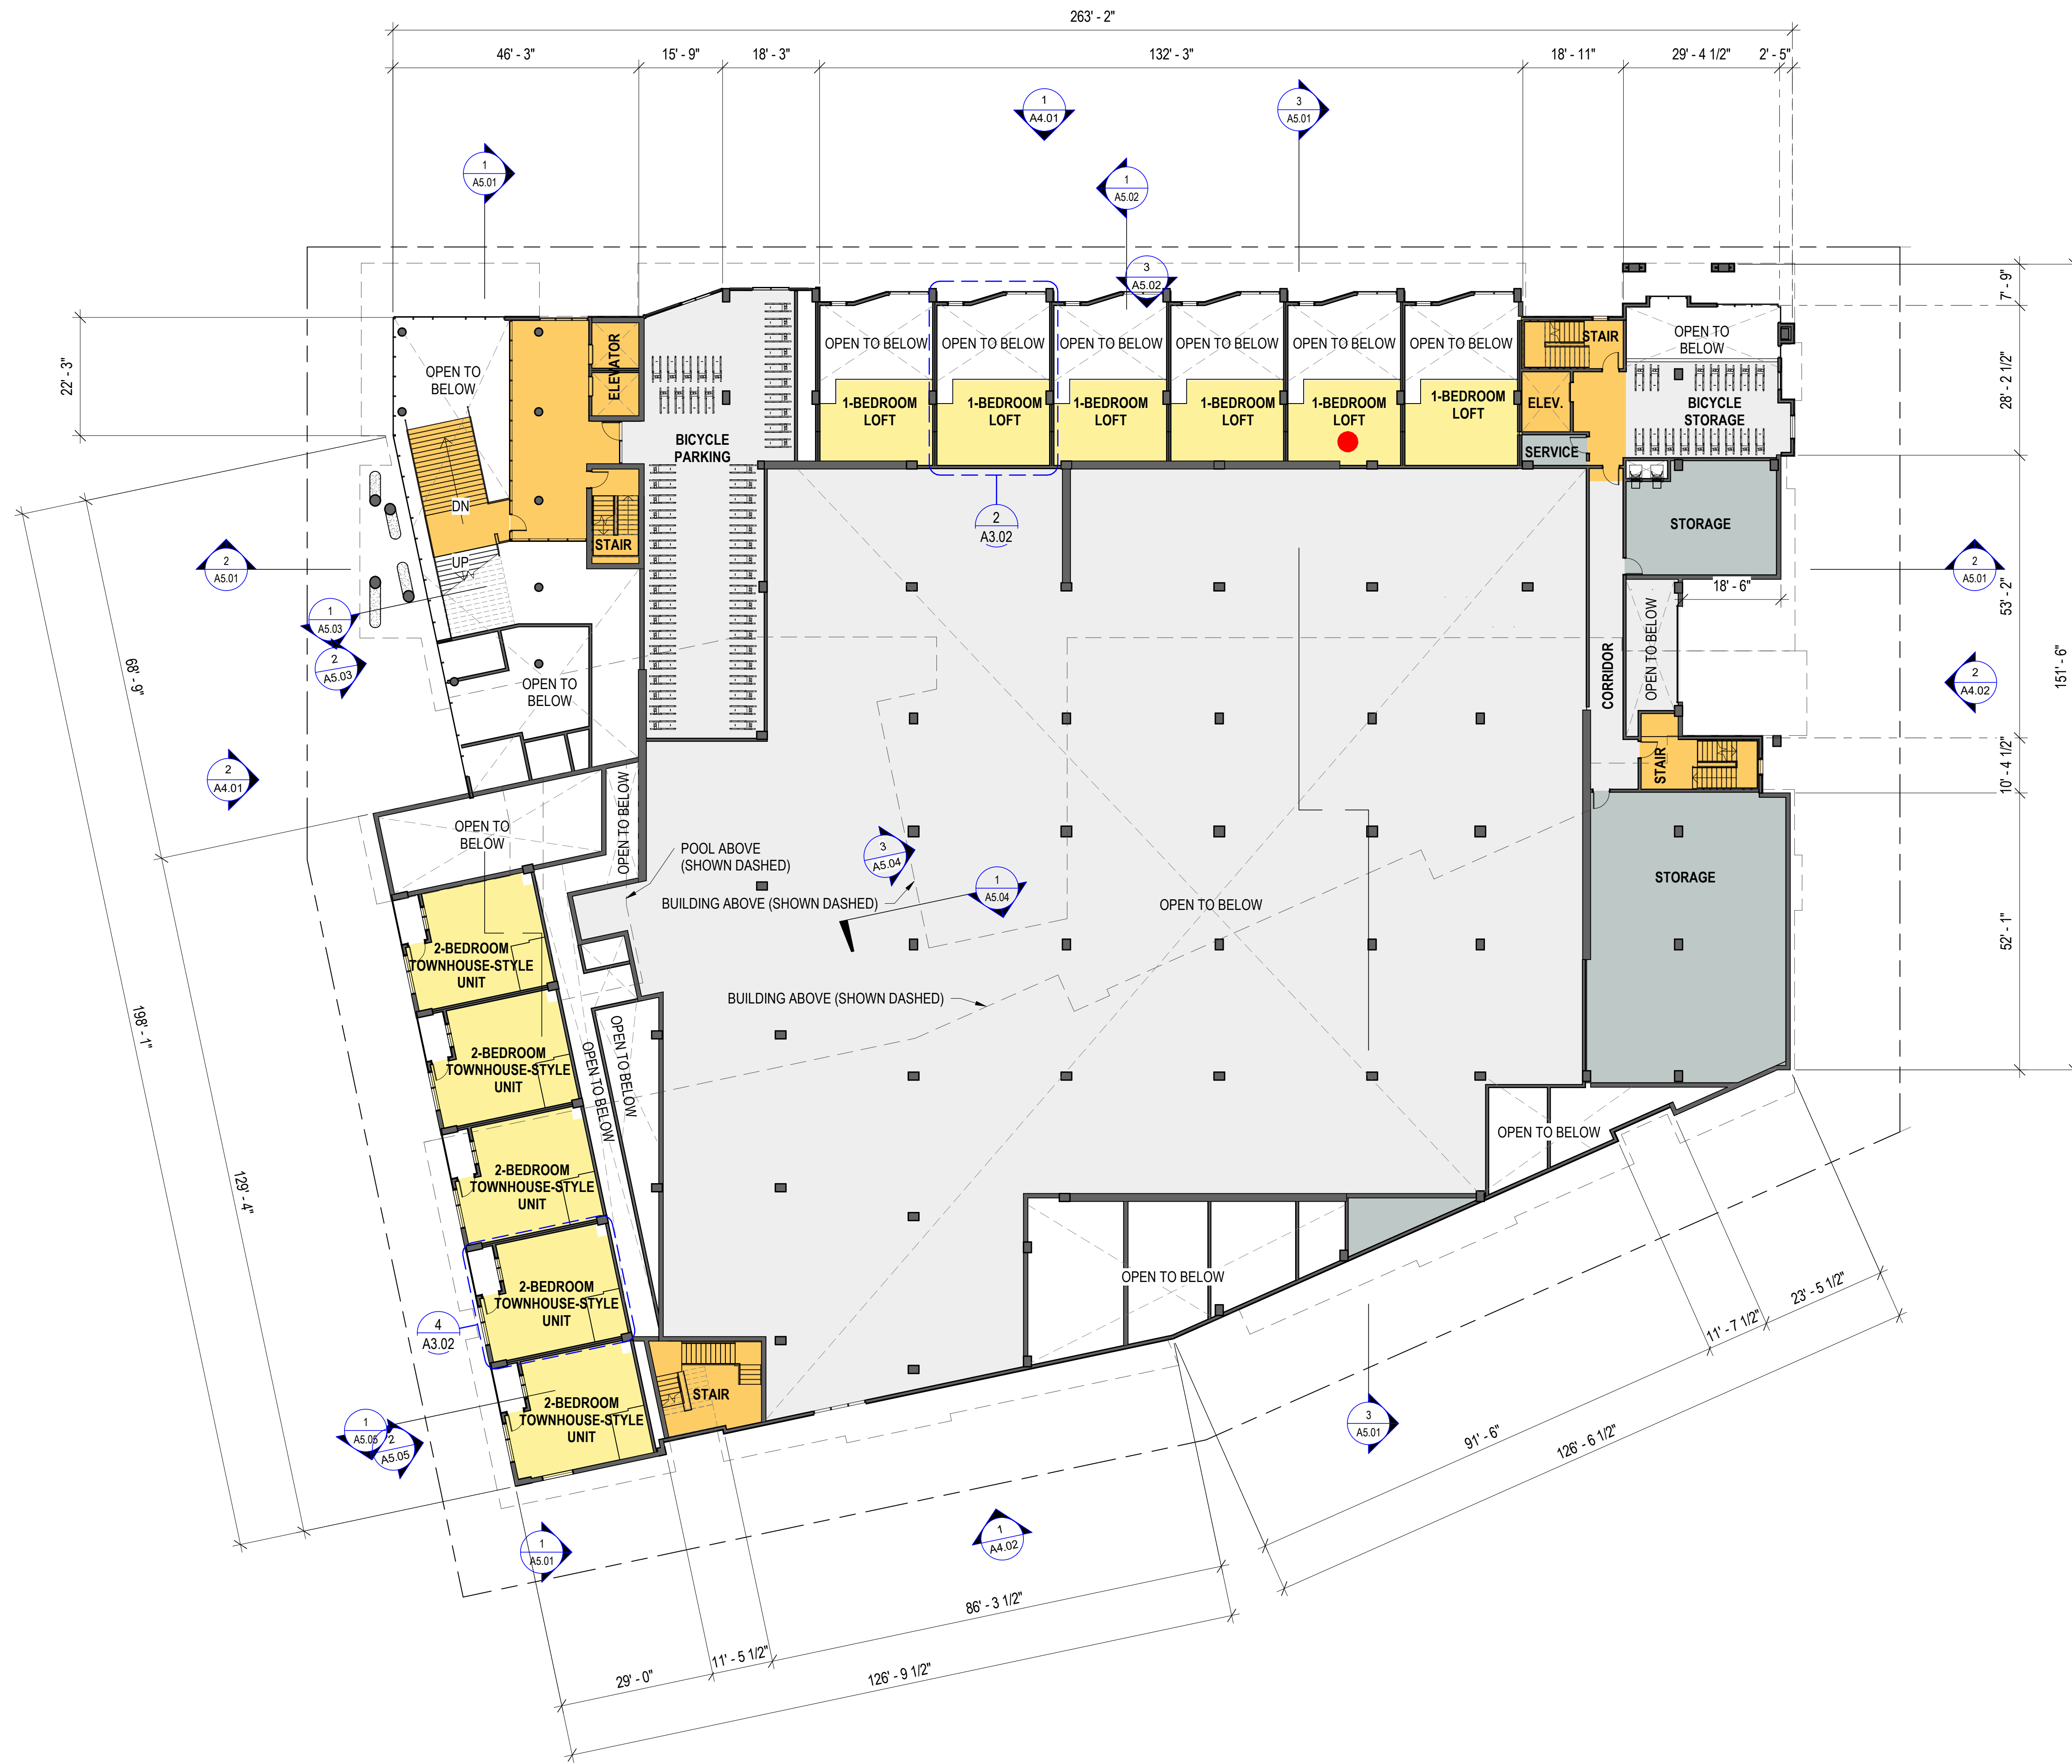 263' - 2"
46' - 3"
15' - 9"
18' - 3"
132' - 3"
18' - 11"
29' - 4 1/2"
2' - 5"
1
A4.01
3
A5.01
1
A5.01
1
A5.02
3
A5.02
7' - 9"
22' - 3"
28' - 2 1/2"
OPEN TO
BELOW
ELEVATOR
OPEN TO BELOW
OPEN TO BELOW
OPEN TO BELOW
OPEN TO BELOW
OPEN TO BELOW
OPEN TO BELOW
STAIR
OPEN TO
BELOW
1-BEDROOM
LOFT
1-BEDROOM
LOFT
1-BEDROOM
LOFT
1-BEDROOM
LOFT
1-BEDROOM
LOFT
1-BEDROOM
LOFT
ELEV.
BICYCLE
STORAGE
BICYCLE
PARKING
SERVICE
DN
UP
STAIR
2
A3.02
STORAGE
2
A5.01
2
A5.01
18' - 6"
53' - 2"
1
A5.03
2
A5.03
68' - 9"
OPEN TO
BELOW
CORRIDOR
OPEN TO BELOW
151' - 6"
2
A4.02
2
A4.01
STAIR
10' - 4 1/2"
OPEN TO
BELOW
OPEN TO BELOW
POOL ABOVE
(SHOWN DASHED)
3
A5.04
1
A5.04
BUILDING ABOVE (SHOWN DASHED)
OPEN TO BELOW
STORAGE
52' - 1"
2-BEDROOM
TOWNHOUSE-STYLE
UNIT
BUILDING ABOVE (SHOWN DASHED)
198' - 1"
2-BEDROOM
TOWNHOUSE-STYLE
UNIT
OPEN TO BELOW
OPEN TO BELOW
129' - 4"
2-BEDROOM
TOWNHOUSE-STYLE
UNIT
OPEN TO BELOW
OPEN TO BELOW
2-BEDROOM
TOWNHOUSE-STYLE
UNIT
4
A3.02
23' - 5 1/2"
11' - 7 1/2"
STAIR
2-BEDROOM
TOWNHOUSE-STYLE
UNIT
1
A5.05
2
A5.05
3
A5.01
91' - 6"
126' - 6 1/2"
1
A5.01
1
A4.02
86' - 3 1/2"
11' - 5 1/2"
29' - 0"
126' - 9 1/2"